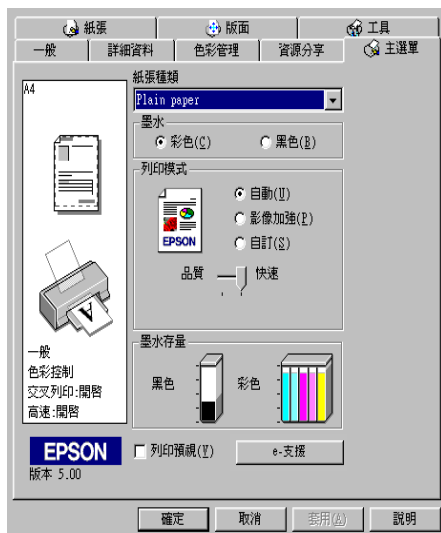 紙張 版面 工具
一般 詳細資料 色彩管理 資源分享 主選單
A4
紙張種類
Plain paper
墨水
彩色(C) 黑色(B)
列印模式
自動(U)
影像加強(P)
自訂(S)
EPSON
品質 快速
A
一般
色彩控制
交叉列印:開啓
高速:開啓
墨水存量
黑色 彩色
EPSON
版本 5.00
列印預視(V) e-支援
確定 取消 套用(A) 說明